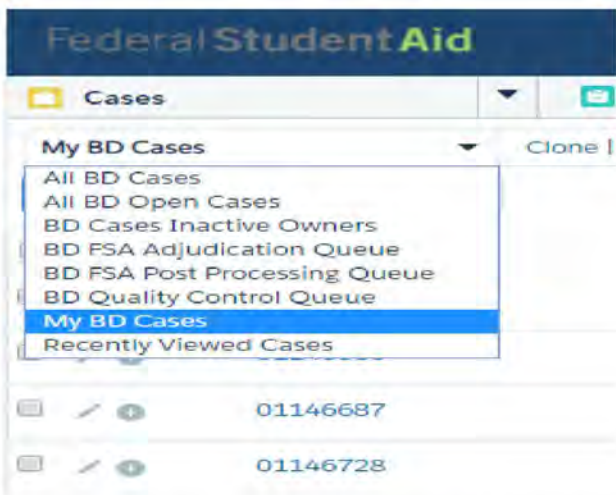 Federal Student Aid
Cases
My BD Cases
Clone |
All BD Cases
All BD Open Cases
BD Cases Inactive Owners
BD FSA Adjudication Queue
BD FSA Post Processing Queue
BD Quality Control Queue
My BD Cases
Recently Viewed Cases
01146687
01146728